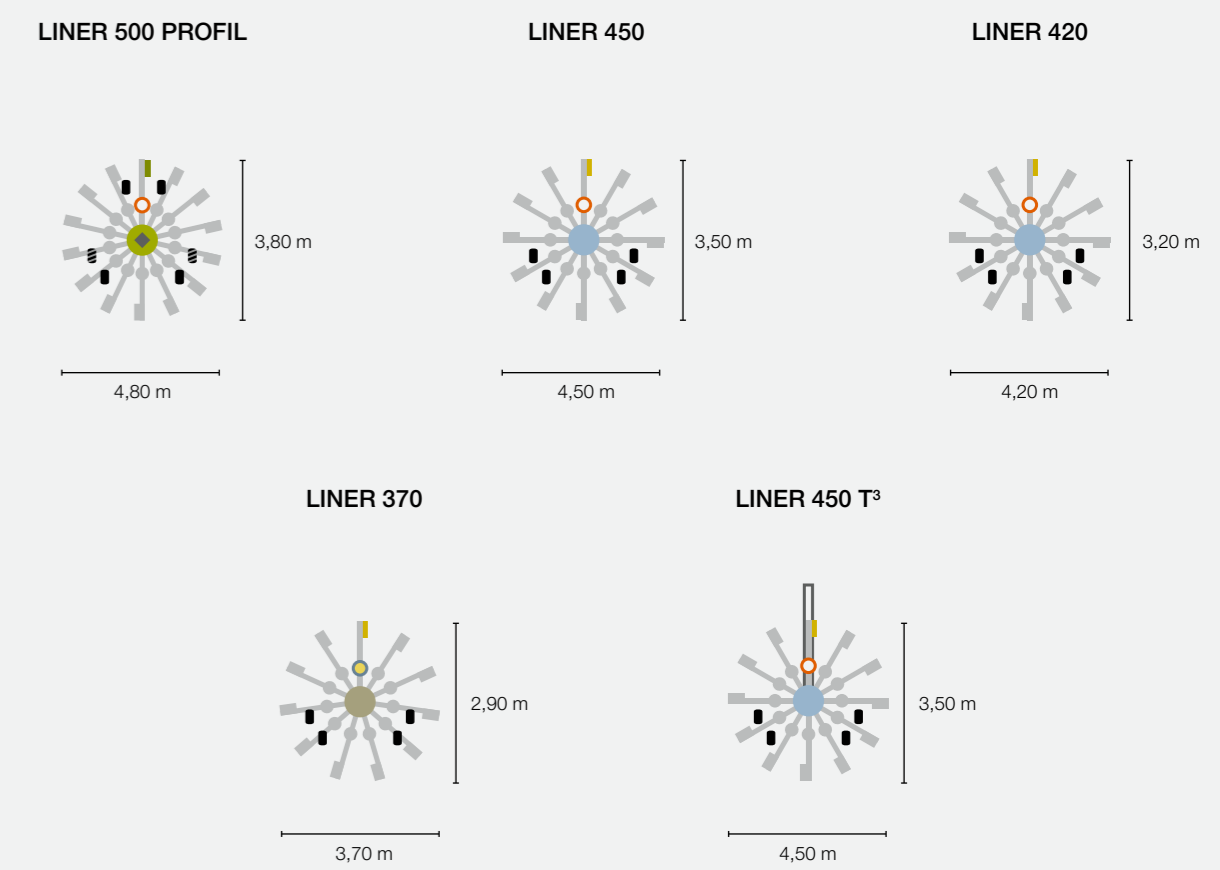 LINER 500 PROFIL
LINER 450
LINER 420
3,80 m
3,50 m
3,20 m
4,80 m
4,50 m
4,20 m
LINER 370
LINER 450 T³
2,90 m
3,50 m
3,70 m
4,50 m